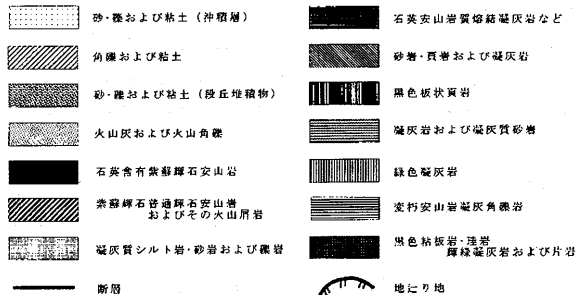 砂・礫および粘土（沖積層）
角礫および粘土
砂・礫および粘土（段丘堆積物）
火山灰および火山角礫
石英含有紫蘇輝石安山岩
紫蘇輝石普通輝石安山岩
およびその火山屑岩
凝灰質シルト岩・砂岩および礫岩
断層
石英安山岩質熔結凝灰岩など
砂岩・頁岩および凝灰岩
黒色板状頁岩
凝灰岩および凝灰質砂岩
緑色凝灰岩
変朽安山岩凝灰角礫岩
黒色粘板岩・珪岩
輝緑凝灰岩および片岩
地辷り地